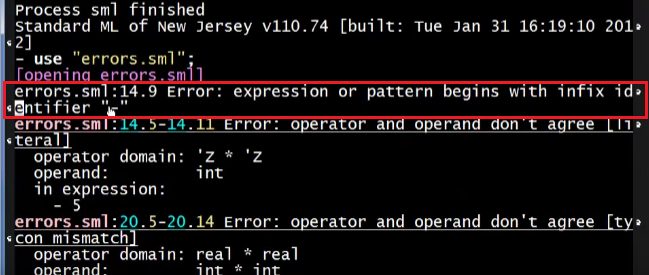 Process sml finished
Standard ML of New Jersey v110.74 [built: Tue Jan 31 16:19:10 201
2]
- use "errors.sml";
[opening errors.sml]
errors.sml:14.9 Error: expression or pattern begins with infix id
entifier "-"
errors.sml:14.5-14.11 Error: operator and operand don't agree [li
teral]
operator domain: 'Z * 'Z
operand: int
in expression:
- 5
errors.sml:20.5-20.14 Error: operator and operand don't agree [ty
con mismatch]
operator domain: real * real
operand: int * int